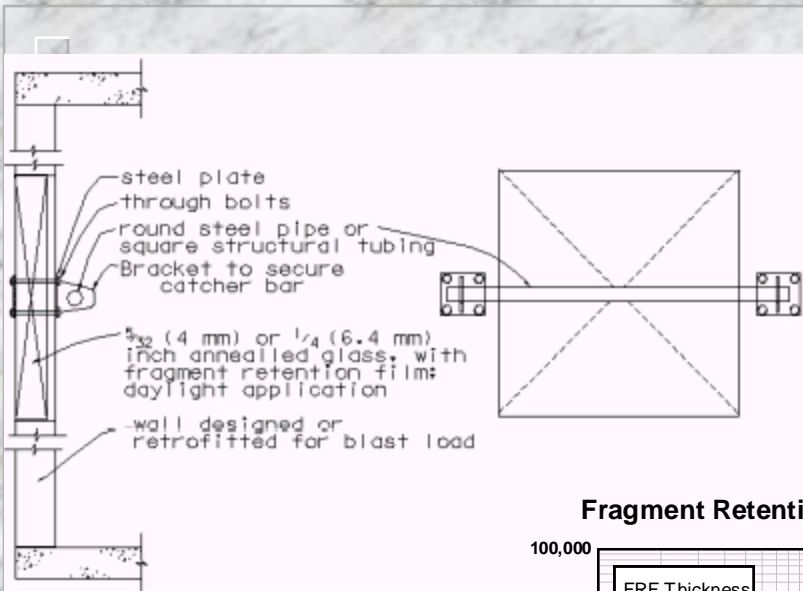 steel plate
through bolts
round steel pipe or
square structural tubing
Bracket to secure
catcher bar
5/32 (4 mm) or 1/4 (6.4 mm)
inch annealled glass, with
fragment retention film:
daylight application
wall designed or
retrofitted for blast load
Fragment Retenti
100,000
FRF Thickness